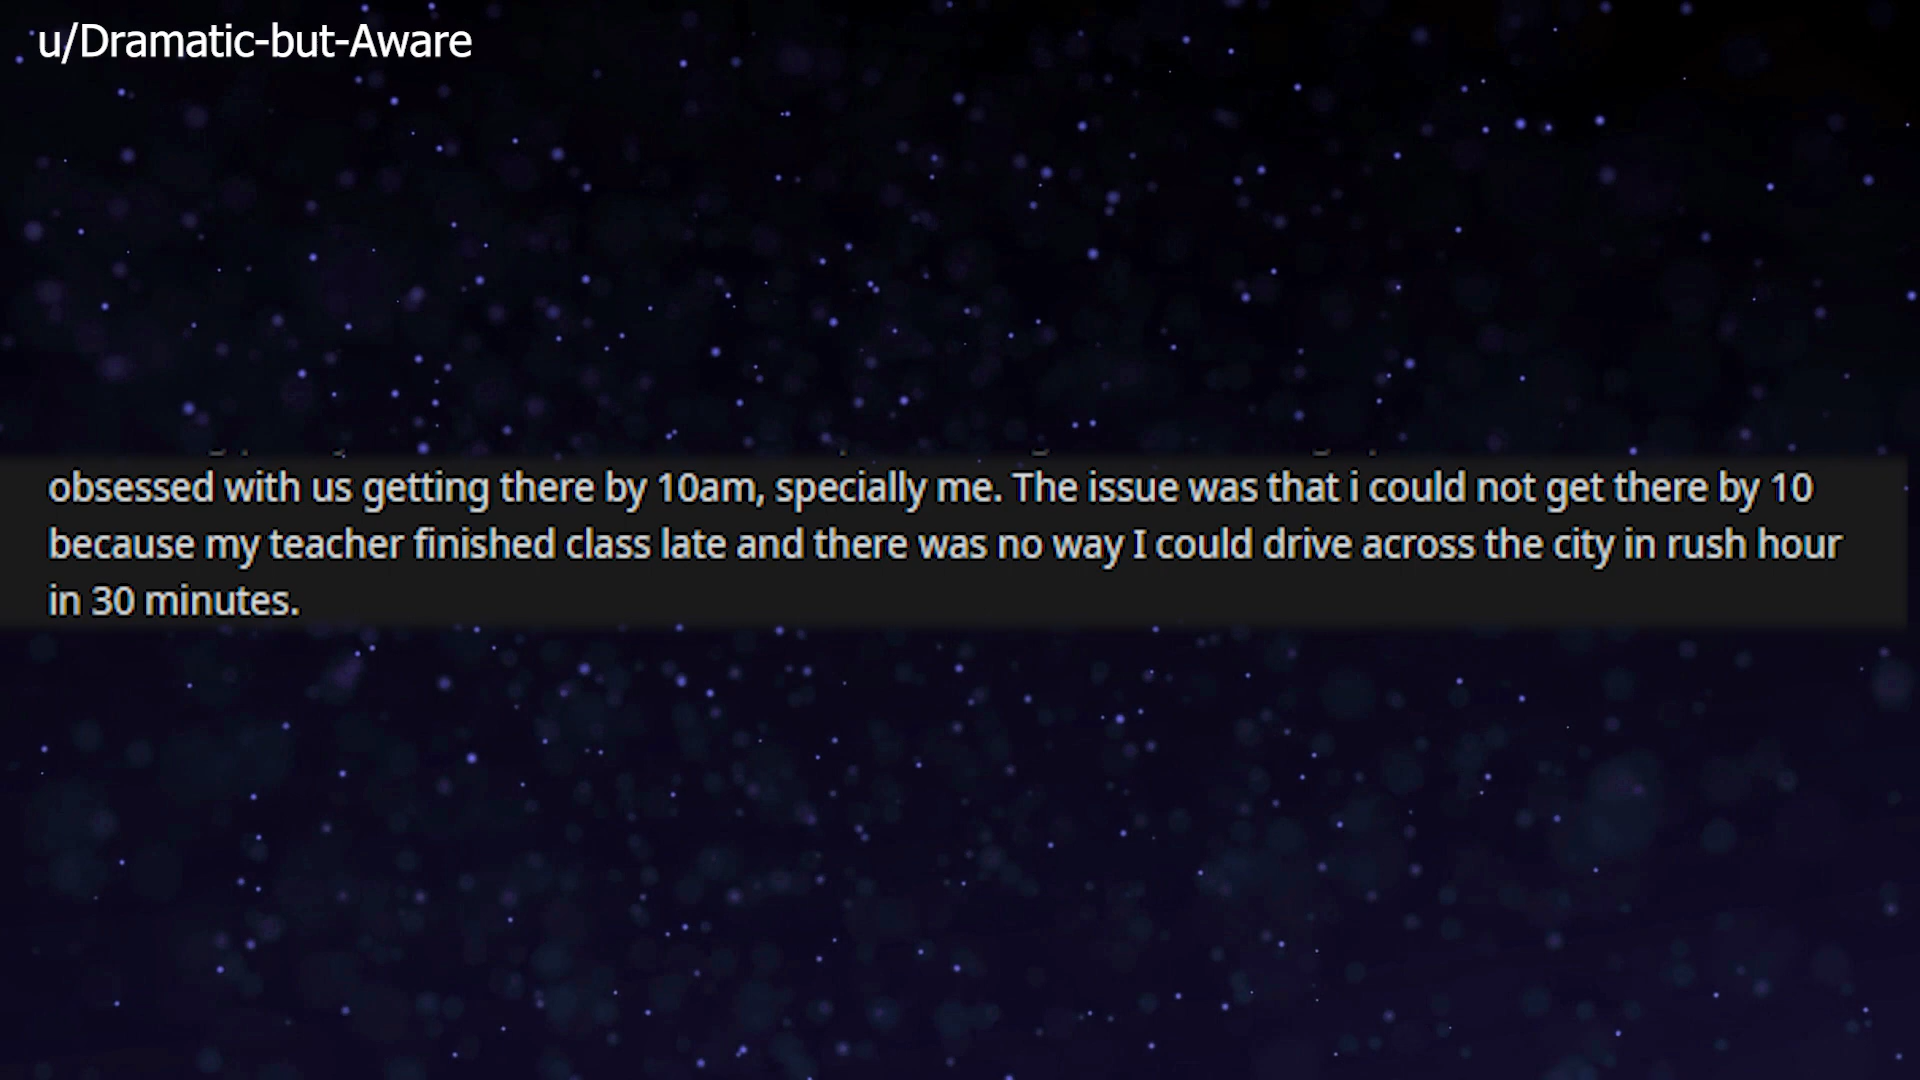 u/Dramatic-but-Aware
obsessed with us getting there by 10am, specially me. The issue was that i could not get there by 10
because my teacher finished class late and there was no way I could drive across the city in rush hour
in 30 minutes.